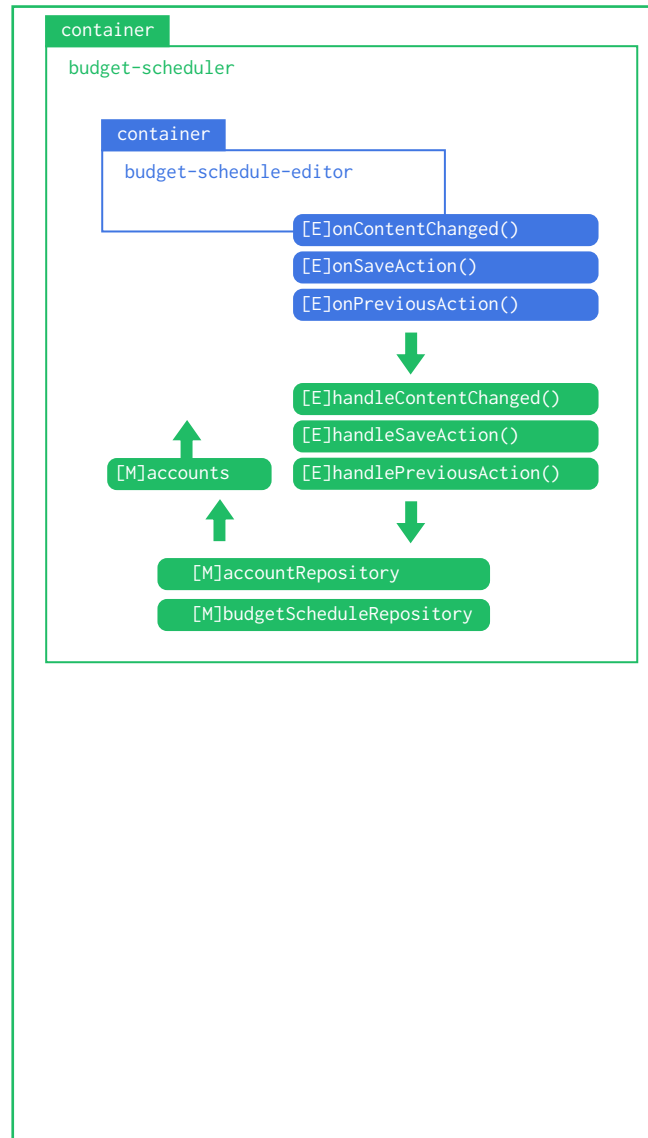 container
budget-scheduler
container
budget-schedule-editor
[E]onContentChanged()
[E]onSaveAction()
[E]onPreviousAction()
[E]handleContentChanged()
[E]handleSaveAction()
[M]accounts
[E]handlePreviousAction()
[M]accountRepository
[M]budgetScheduleRepository